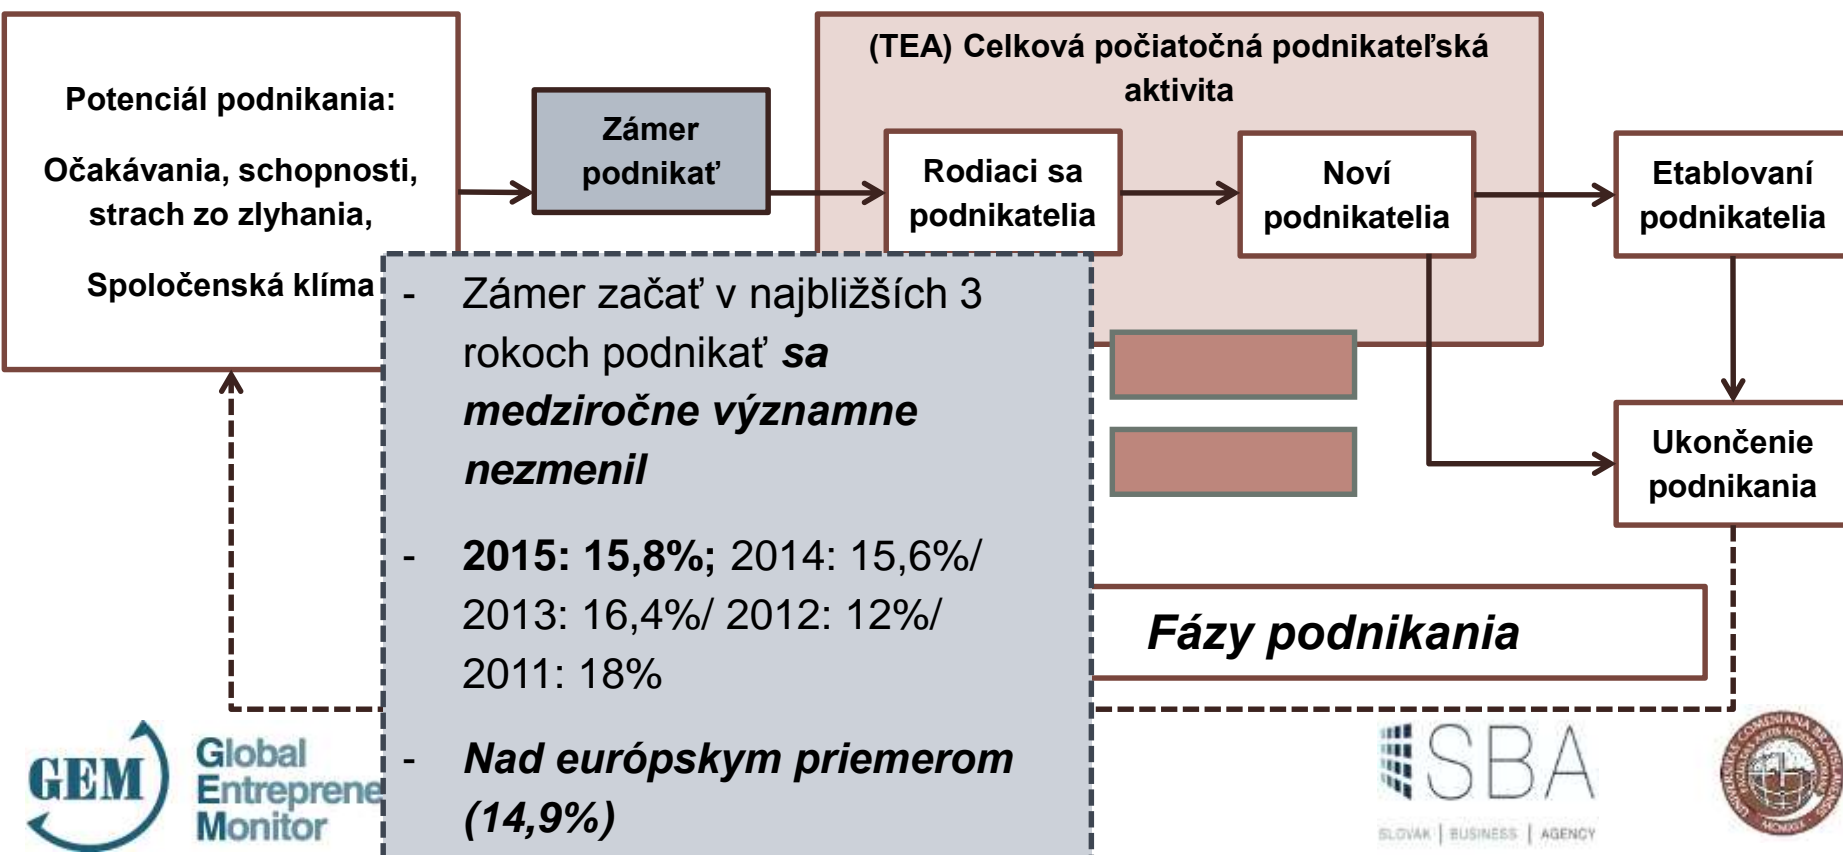 Potenciál podnikania:
Očakávania, schopnosti,
strach zo zlyhania,
Spoločenská klíma
Zámer
podnikať
(TEA) Celková počiatočná podnikateľská
aktivita
Rodiaci sa
podnikatelia
Noví
podnikatelia
Etablovaní
podnikatelia
Ukončenie
podnikania
- Zámer začať v najbližších 3
rokoch podnikať sa
medziročne významne
nezmenil
- 2015: 15,8%; 2014: 15,6%/
2013: 16,4%/ 2012: 12%/
2011: 18%
- Nad európskym priemerom
(14,9%)
Fázy podnikania
GEM
Global
Entreprene
Monitor
SBA
SLOVAK | BUSINESS | AGENCY